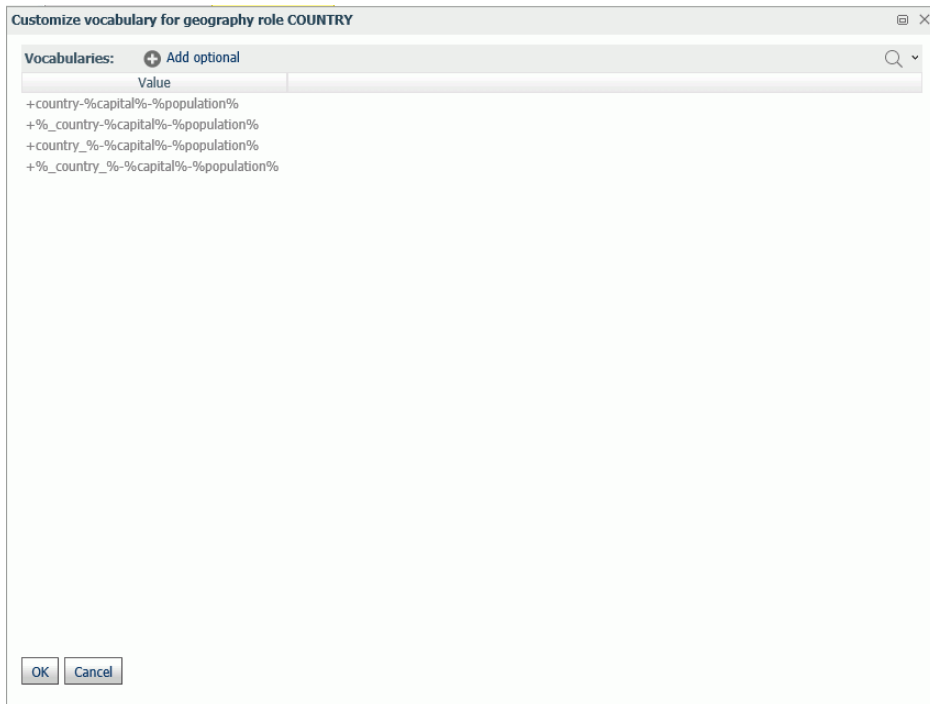 Customize vocabulary for geography role COUNTRY
Vocabularies: Add optional
Value
+country-%capital%-%population%
+%_country-%capital%-%population%
+country_%-%capital%-%population%
+%_country_%-%capital%-%population%
OK Cancel